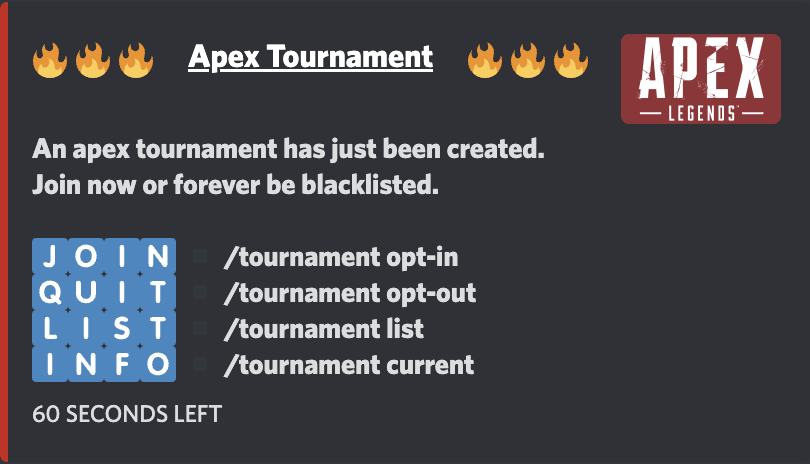 🔥🔥🔥 Apex Tournament 🔥🔥🔥
APEX
LEGENDS
An apex tournament has just been created.
Join now or forever be blacklisted.
JOIN /tournament opt-in
QUIT /tournament opt-out
LIST /tournament list
INFO /tournament current
60 SECONDS LEFT